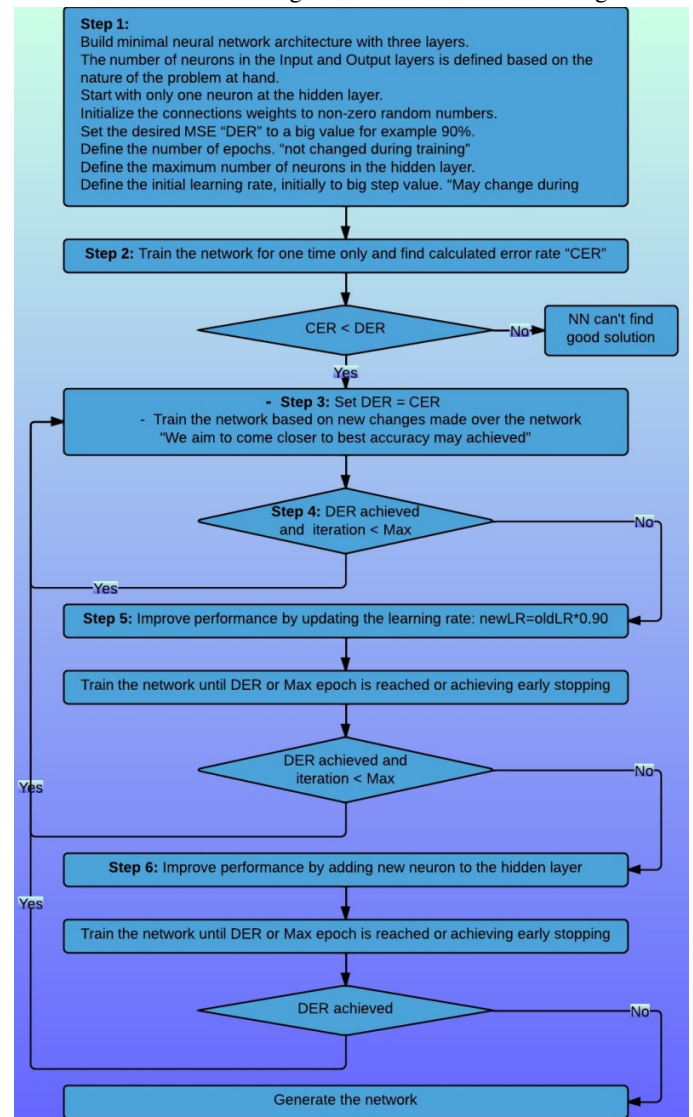 Step 1:
Build minimal neural network architecture with three layers.
The number of neurons in the Input and Output layers is defined based on the
nature of the problem at hand.
Start with only one neuron at the hidden layer.
Initialize the connections weights to non-zero random numbers.
Set the desired MSE "DER" to a big value for example 90%.
Define the number of epochs. "not changed during training"
Define the maximum number of neurons in the hidden layer.
Define the initial learning rate, initially to big step value. "May change during
Step 2: Train the network for one time only and find calculated error rate "CER"
CER < DER
No
NN can't find
good solution
Yes
- Step 3: Set DER = CER
- Train the network based on new changes made over the network
"We aim to come closer to best accuracy may achieved"
Step 4: DER achieved
and iteration < Max
No
Yes
Step 5: Improve performance by updating the learning rate: newLR=oldLR*0.90
Train the network until DER or Max epoch is reached or achieving early stopping
DER achieved and
iteration < Max
No
Yes
Step 6: Improve performance by adding new neuron to the hidden layer
Yes
Train the network until DER or Max epoch is reached or achieving early stopping
DER achieved
No
Generate the network